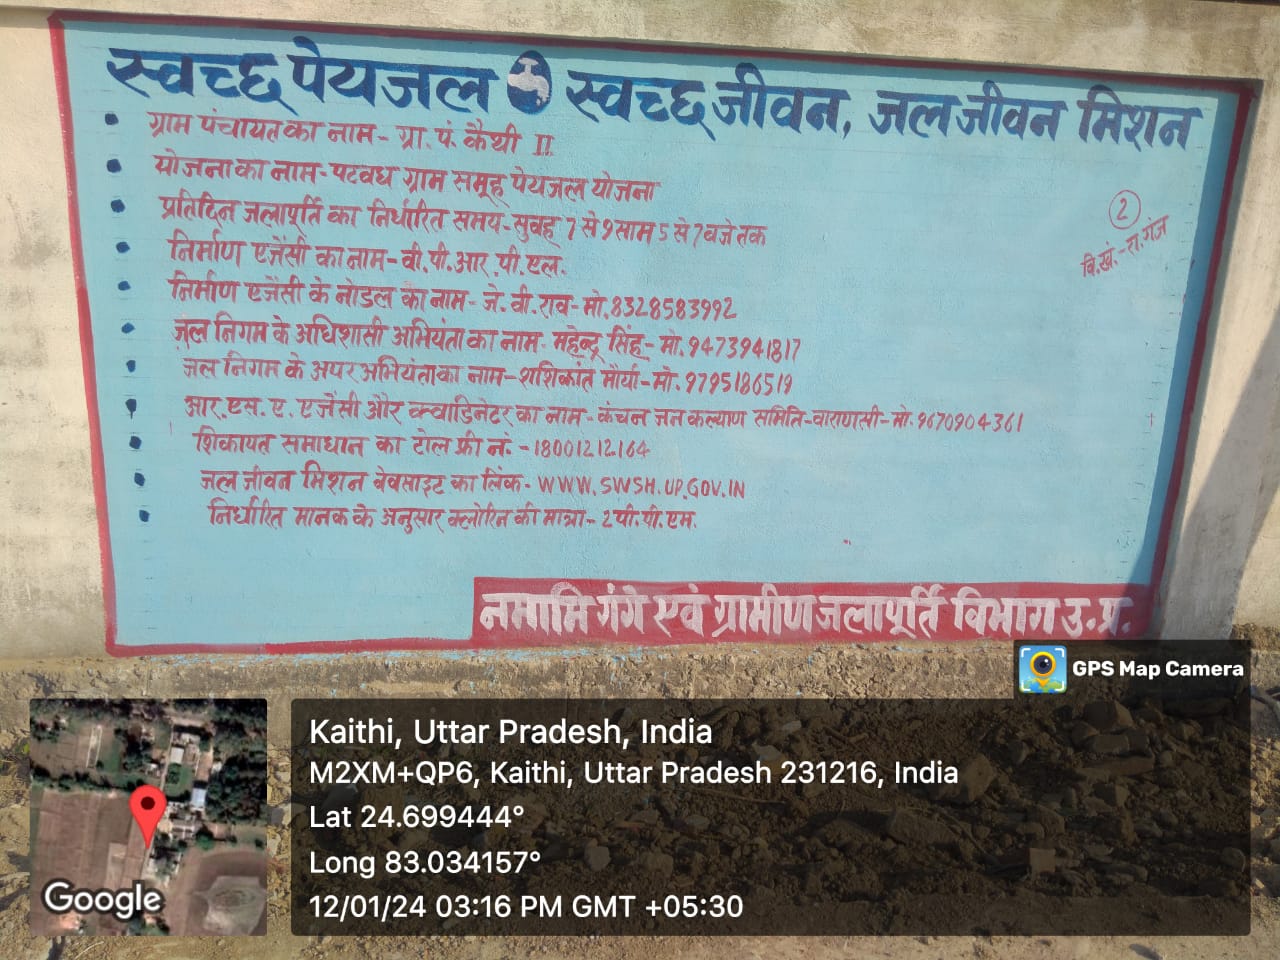 स्वच्छ पेयजल स्वच्छ जीवन, जल जीवन मिशन
ग्राम पंचायत का नाम - ग्रा. पं. कैथी II
योजना का नाम - पटवध ग्राम समूह पेयजल योजना
प्रतिदिन जलापूर्ति का निर्धारित समय - सुवह 7 से 9 साम 5 से 7 वजे तक
निर्माण एजेंसी का नाम - वी.पी.आर.पी.एल.
निर्माण एजेंसी के नोडल का नाम - जे. वी. राव - मो. 8328583992
जल निगम के अधिशासी अभियंता का नाम - महेन्द्र सिंह - मो. 9473941817
जल निगम के अपर अभियंता का नाम - शशिकांत मौर्या - मो. 9795186519
आर. एस. ए. एजेंसी और क्वाडिनेटर का नाम - कंचन जन कल्याण समिति - वाराणसी - मो. 9670904361
शिकायत समाधान का टोल फ्री नं. - 18001212164
जल जीवन मिशन वेवसाइट का लिंक - WWW.SWSM.UP.GOV.IN
निर्धारित मानक के अनुसार क्लोरिन की मात्रा - 2 पी. पी. एम.
2
वि.खं. - रा. गंज
नमामि गंगे एवं ग्रामीण जलापूर्ति विभाग उ. प्र.
GPS Map Camera
Kaithi, Uttar Pradesh, India
M2XM+QP6, Kaithi, Uttar Pradesh 231216, India
Lat 24.699444°
Long 83.034157°
12/01/24 03:16 PM GMT +05:30
Google